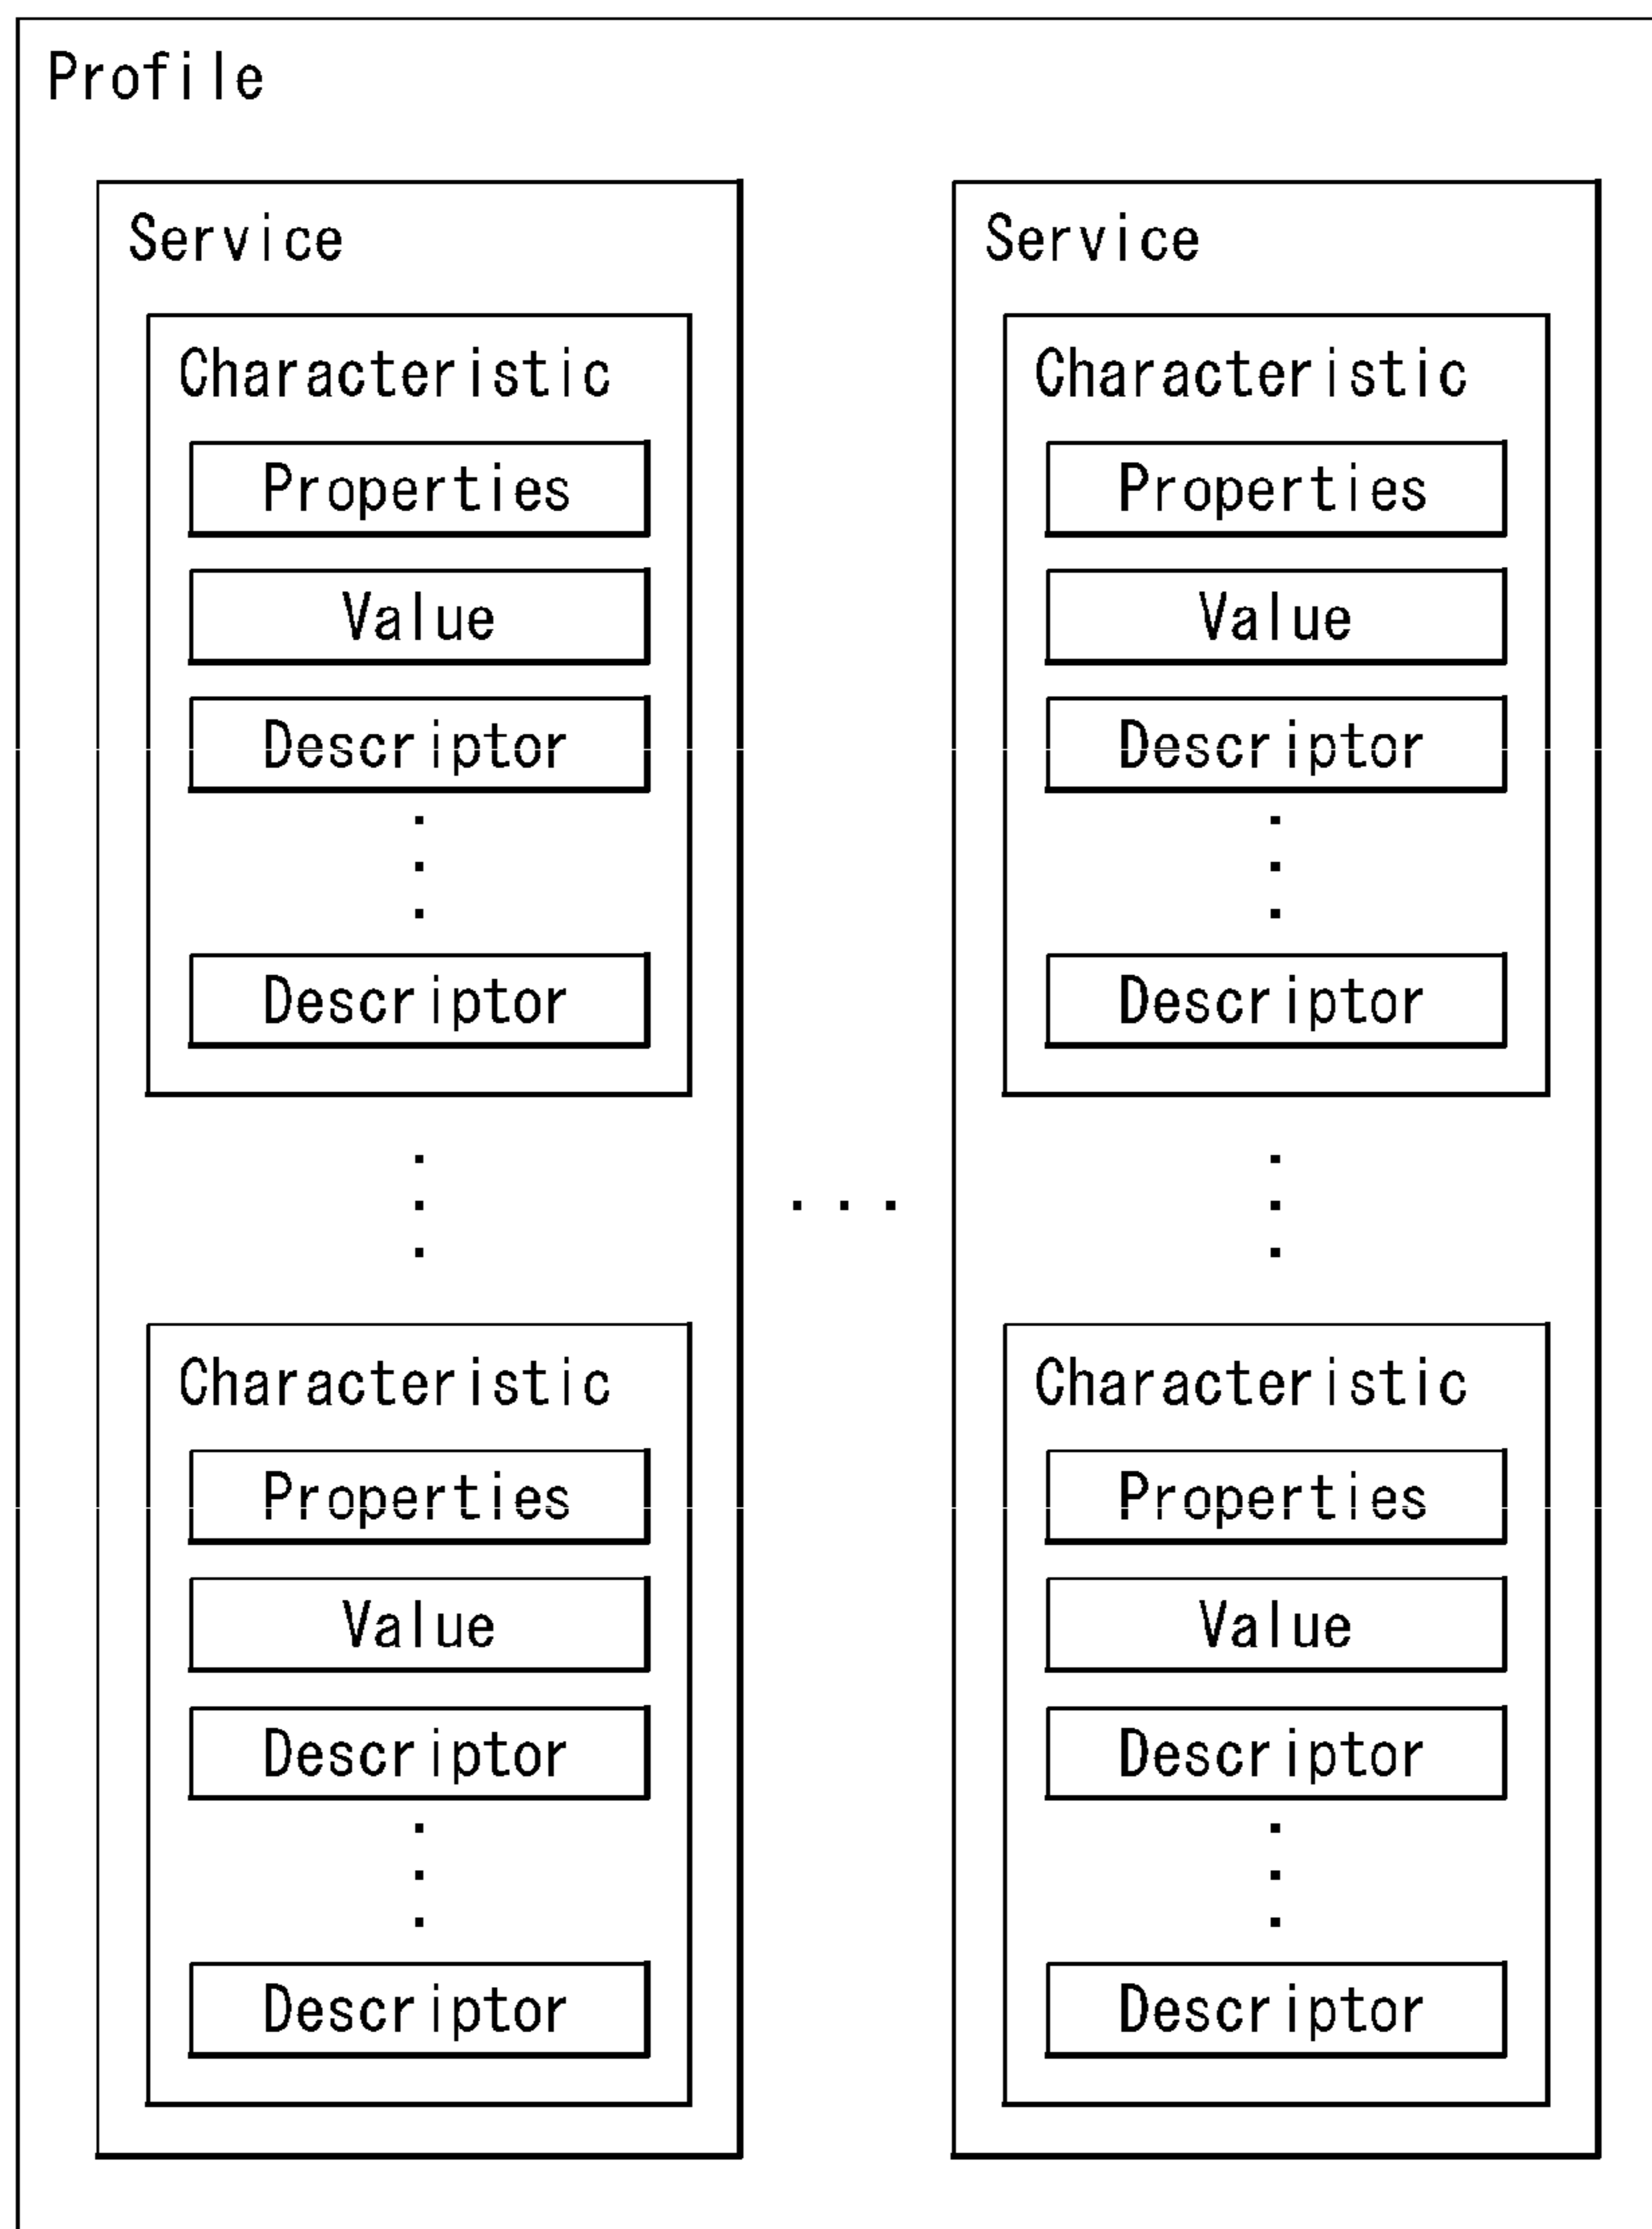 Profile
Service
Characteristic
Properties
Value
Descriptor
Descriptor
Characteristic
Properties
Value
Descriptor
Descriptor
Service
Characteristic
Properties
Value
Descriptor
Descriptor
Characteristic
Properties
Value
Descriptor
Descriptor